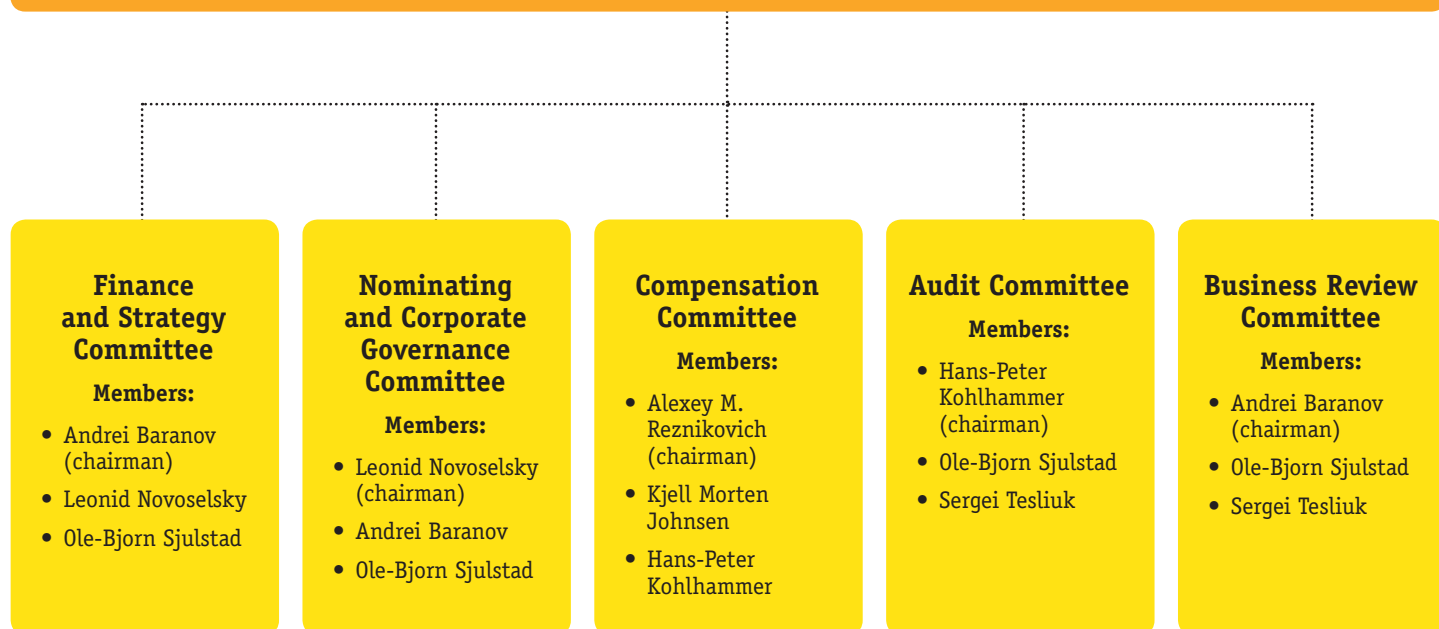 Finance
and Strategy
Committee
Members:
• Andrei Baranov
(chairman)
• Leonid Novoselsky
• Ole-Bjorn Sjulstad
Nominating
and Corporate
Governance
Committee
Members:
• Leonid Novoselsky
(chairman)
• Andrei Baranov
• Ole-Bjorn Sjulstad
Compensation
Committee
Members:
• Alexey M.
Reznikovich
(chairman)
• Kjell Morten
Johnsen
• Hans-Peter
Kohlhammer
Audit Committee
Members:
• Hans-Peter
Kohlhammer
(chairman)
• Ole-Bjorn Sjulstad
• Sergei Tesliuk
Business Review
Committee
Members:
• Andrei Baranov
(chairman)
• Ole-Bjorn Sjulstad
• Sergei Tesliuk